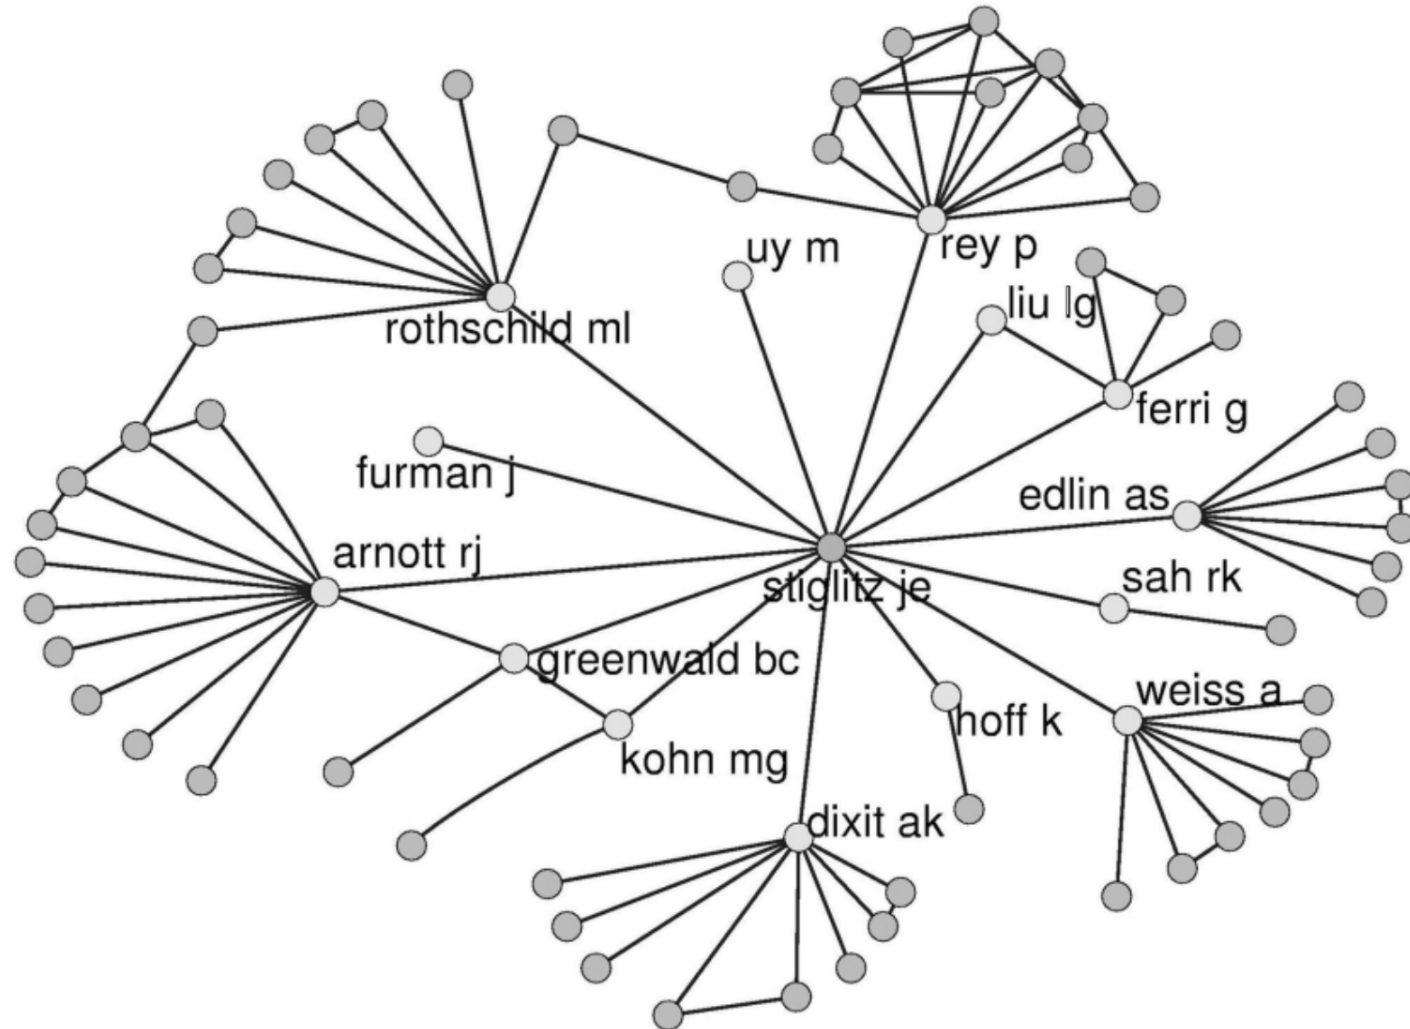 uy m
rey p
liu lg
rothschild ml
ferri g
furman j
edlin as
arnott rj
stiglitz je
sah rk
greenwald bc
weiss a
hoff k
kohn mg
dixit ak